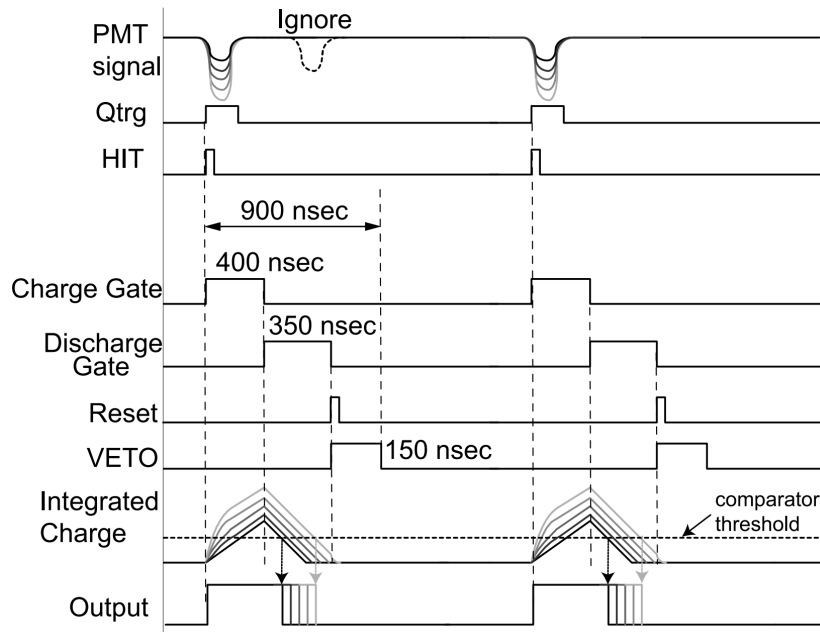 Ignore
PMT
signal
Qtrg
HIT
900 nsec
400 nsec
Charge Gate
350 nsec
Discharge
Gate
Reset
VETO
150 nsec
Integrated
Charge
comparator
threshold
Output